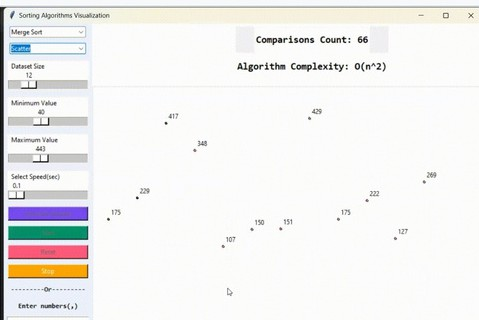 Sorting Algorithms Visualization
Merge Sort
Scatter
Dataset Size
12
Minimum Value
40
Maximum Value
443
Select Speed(sec)
0.1
Reset
Stop
---------Or---------
Enter numbers(,)
Comparisons Count: 66
Algorithm Complexity: O(n^2)
417
429
348
269
229
222
175
150
151
175
107
127